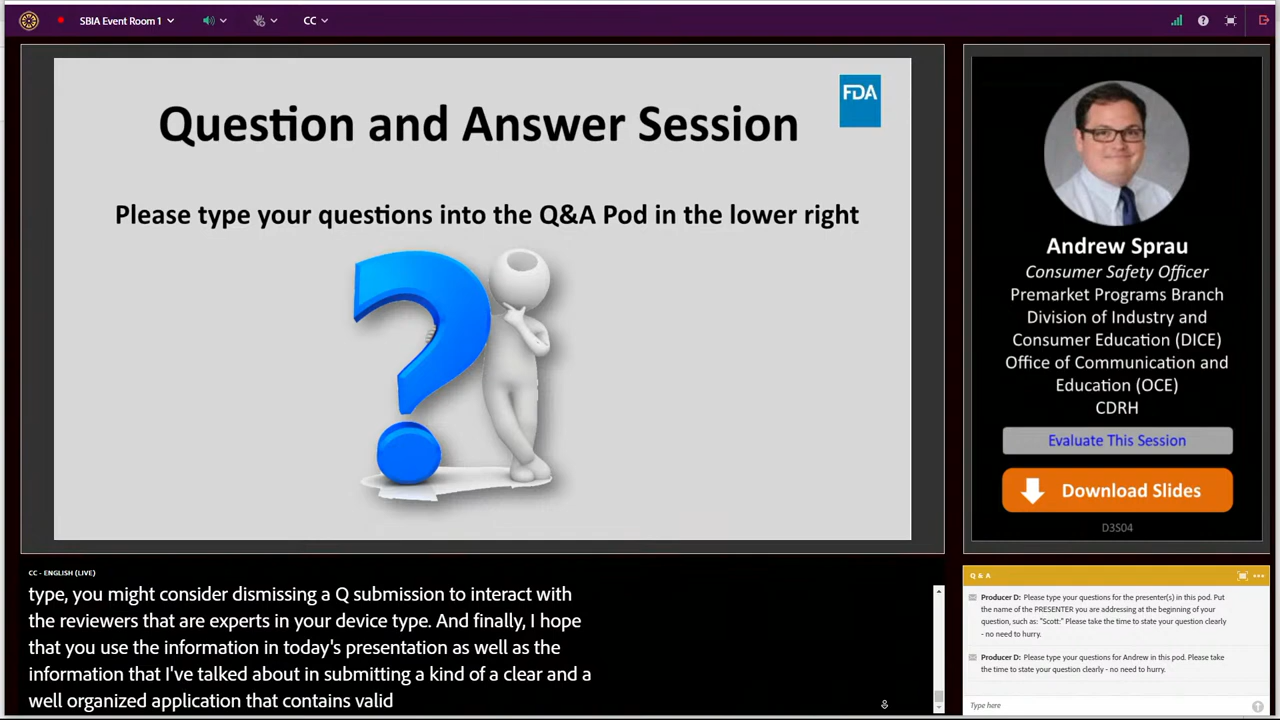 SBIA Event Room 1
CC
FDA
Question and Answer Session
Please type your questions into the Q&A Pod in the lower right
Andrew Sprau
Consumer Safety Officer
Premarket Programs Branch
Division of Industry and
Consumer Education (DICE)
Office of Communication and
Education (OCE)
CDRH
Evaluate This Session
Download Slides
D3S04
CC - ENGLISH (LIVE)
type, you might consider dismissing a Q submission to interact with
the reviewers that are experts in your device type. And finally, I hope
that you use the information in today's presentation as well as the
information that I've talked about in submitting a kind of a clear and a
well organized application that contains valid
Q & A
Producer D: Please type your questions for the presenter(s) in this pod. Put
the name of the PRESENTER you are addressing at the beginning of your
question, such as: "Scott:" Please take the time to state your question clearly
- no need to hurry.
Producer D: Please type your questions for Andrew in this pod. Please take
the time to state your question clearly - no need to hurry.
Type here